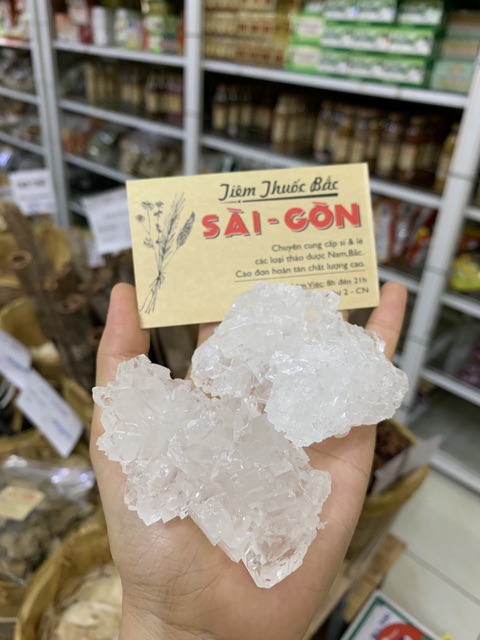 Tiệm Thuốc Bắc
SÀI-GÒN
Chuyên cung cấp sỉ & lẻ
các loại thảo dược Nam,Bắc.
Cao đơn hoàn tán chất lượng cao.
Việc: 8h đến 21h
2 - CN